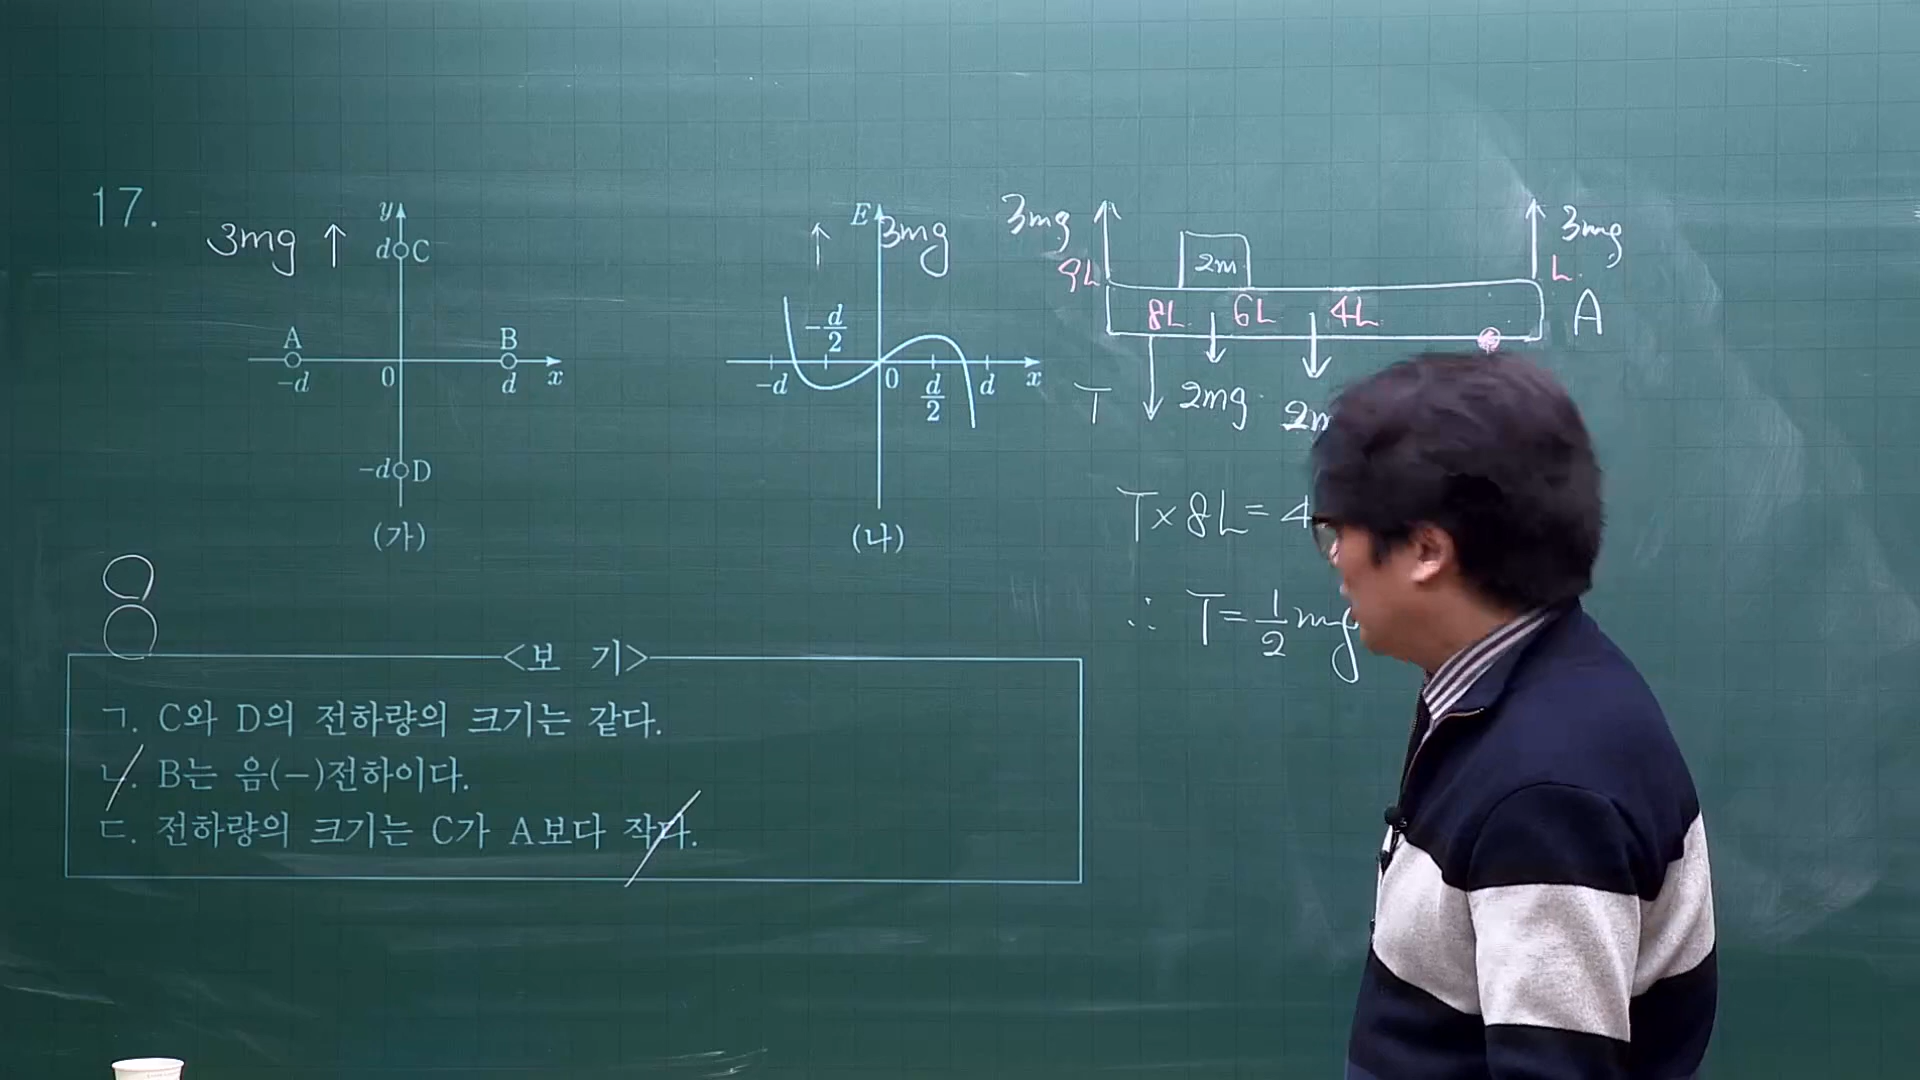 17.
3mg ↑
y
d C
A
B
-d
0
d
x
-d D
(가)
↑ 3mg
E
-d/2
-d
0
d/2
d
x
(나)
3mg
3mg
2m
9L
L
8L
6L
4L
A
T
2mg
2m
T×8L=4
∴ T=1/2mg
<보 기>
ㄱ. C와 D의 전하량의 크기는 같다.
ㄴ. B는 음(-)전하이다.
ㄷ. 전하량의 크기는 C가 A보다 작다.